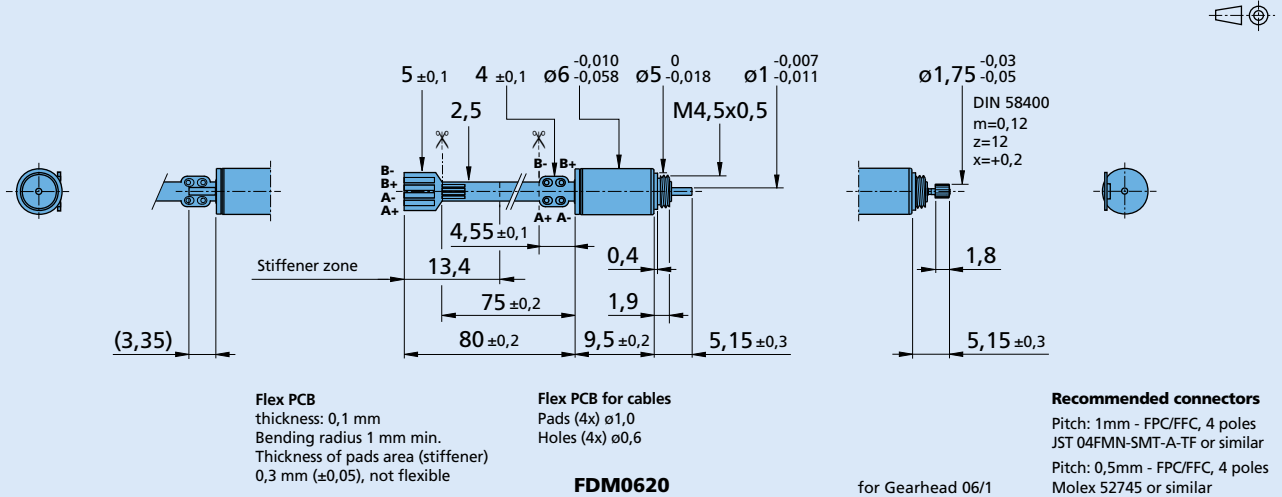 5 ±0,1
4 ±0,1
ø6 -0,010 -0,058
ø5 0 -0,018
ø1 -0,007 -0,011
ø1,75 -0,03 -0,05
DIN 58400
m=0,12
z=12
x=+0,2
2,5
M4,5x0,5
B- B+
B-
B+
A-
A+
A+ A-
4,55 ±0,1
Stiffener zone
13,4
0,4
1,8
75 ±0,2
1,9
(3,35)
80 ±0,2
9,5 ±0,2
5,15 ±0,3
5,15 ±0,3
Flex PCB
thickness: 0,1 mm
Bending radius 1 mm min.
Thickness of pads area (stiffener)
0,3 mm (±0,05), not flexible
Flex PCB for cables
Pads (4x) ø1,0
Holes (4x) ø0,6
FDM0620
for Gearhead 06/1
Recommended connectors
Pitch: 1mm - FPC/FFC, 4 poles
JST 04FMN-SMT-A-TF or similar
Pitch: 0,5mm - FPC/FFC, 4 poles
Molex 52745 or similar